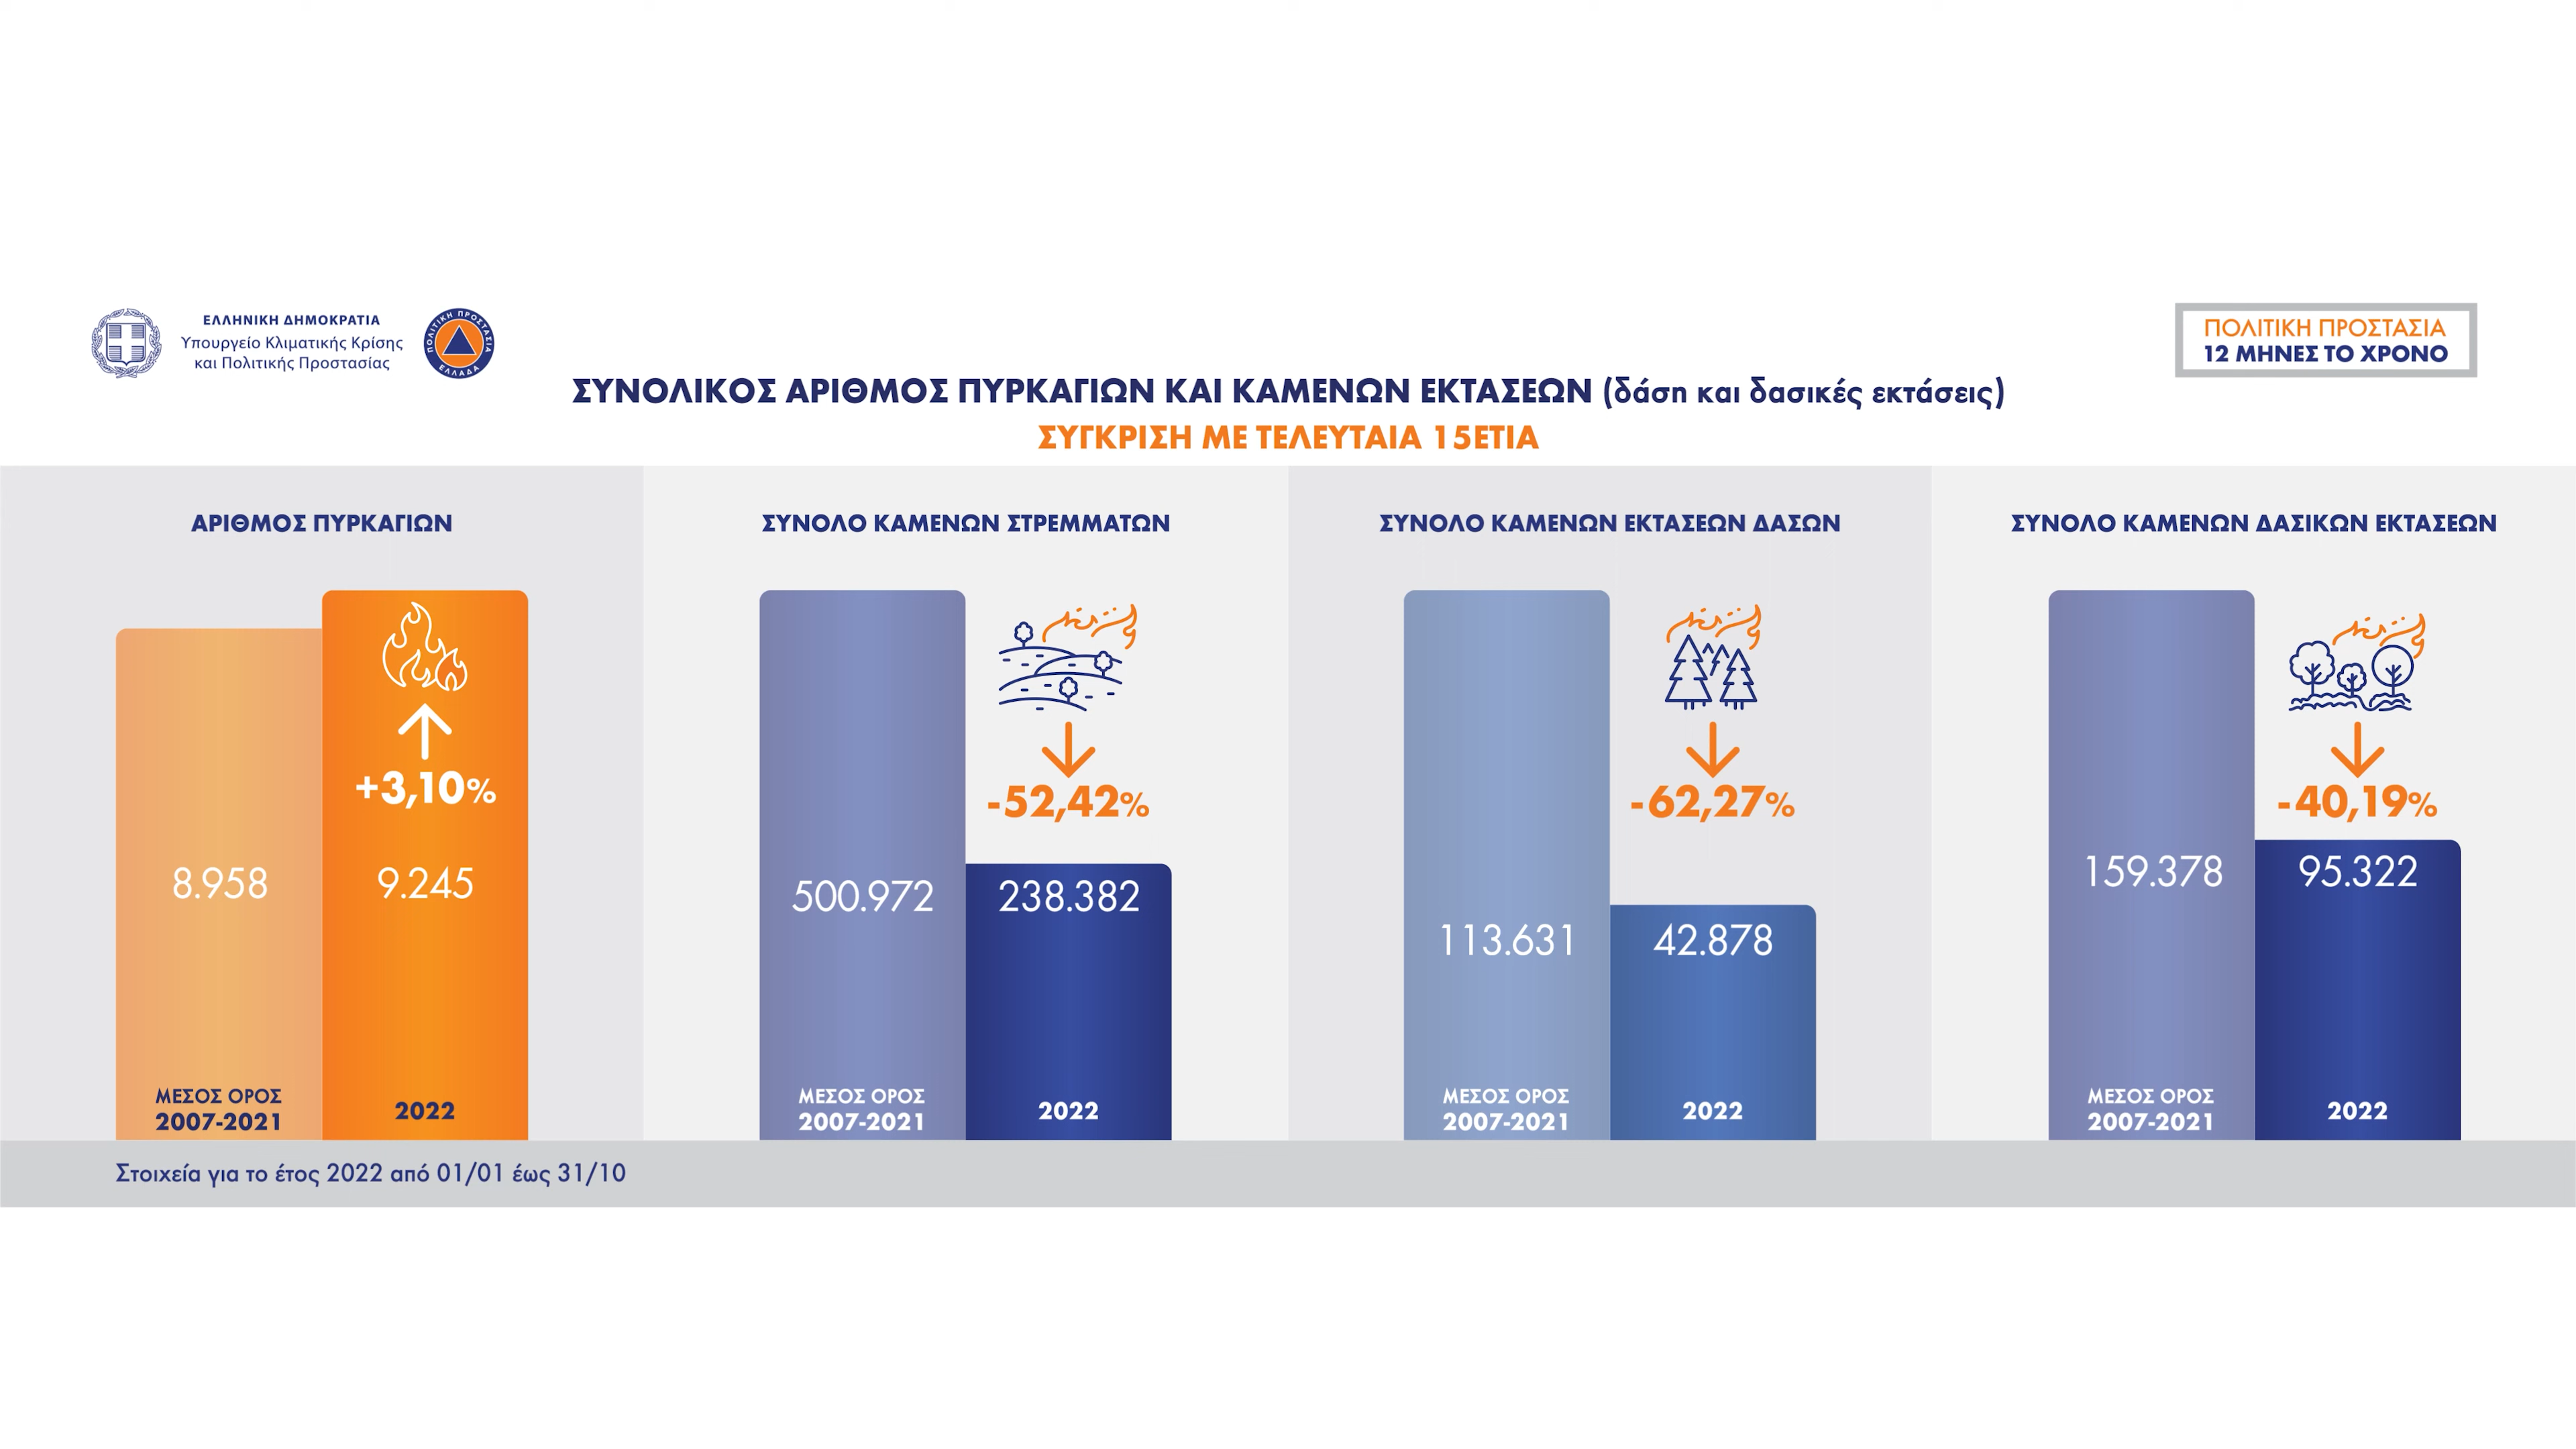 ΕΛΛΗΝΙΚΗ ΔΗΜΟΚΡΑΤΙΑ
Υπουργείο Κλιματικής Κρίσης
και Πολιτικής Προστασίας
ΠΟΛΙΤΙΚΗ ΠΡΟΣΤΑΣΙΑ
ΕΛΛΑΔΑ
ΠΟΛΙΤΙΚΗ ΠΡΟΣΤΑΣΙΑ
12 ΜΗΝΕΣ ΤΟ ΧΡΟΝΟ
ΣΥΝΟΛΙΚΟΣ ΑΡΙΘΜΟΣ ΠΥΡΚΑΓΙΩΝ ΚΑΙ ΚΑΜΕΝΩΝ ΕΚΤΑΣΕΩΝ (δάση και δασικές εκτάσεις)
ΣΥΓΚΡΙΣΗ ΜΕ ΤΕΛΕΥΤΑΙΑ 15ΕΤΙΑ
ΑΡΙΘΜΟΣ ΠΥΡΚΑΓΙΩΝ
+3,10%
8.958
9.245
ΜΕΣΟΣ ΟΡΟΣ
2007-2021
2022
ΣΥΝΟΛΟ ΚΑΜΕΝΩΝ ΣΤΡΕΜΜΑΤΩΝ
-52,42%
500.972
238.382
ΜΕΣΟΣ ΟΡΟΣ
2007-2021
2022
ΣΥΝΟΛΟ ΚΑΜΕΝΩΝ ΕΚΤΑΣΕΩΝ ΔΑΣΩΝ
-62,27%
113.631
42.878
ΜΕΣΟΣ ΟΡΟΣ
2007-2021
2022
ΣΥΝΟΛΟ ΚΑΜΕΝΩΝ ΔΑΣΙΚΩΝ ΕΚΤΑΣΕΩΝ
-40,19%
159.378
95.322
ΜΕΣΟΣ ΟΡΟΣ
2007-2021
2022
Στοιχεία για το έτος 2022 από 01/01 έως 31/10